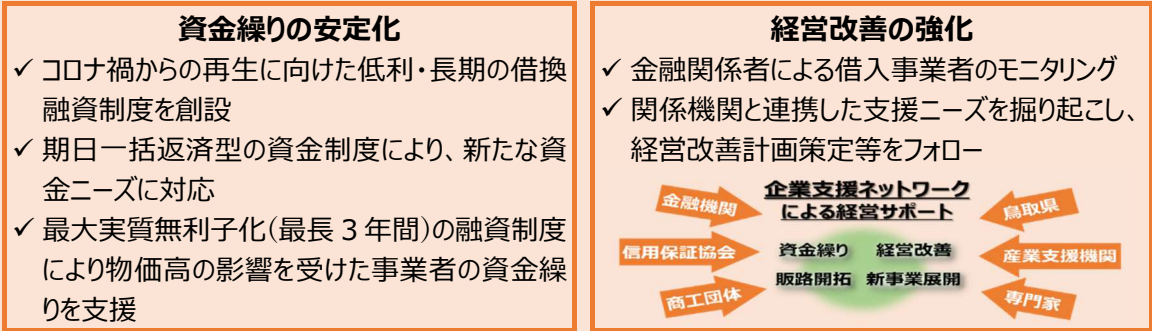 資金繰りの安定化
✓ コロナ禍からの再生に向けた低利・長期の借換
融資制度を創設
✓ 期日一括返済型の資金制度により、新たな資
金ニーズに対応
✓ 最大実質無利子化(最長３年間)の融資制度
により物価高の影響を受けた事業者の資金繰
りを支援
経営改善の強化
✓ 金融関係者による借入事業者のモニタリング
✓ 関係機関と連携した支援ニーズを掘り起こし、
経営改善計画策定等をフォロー
企業支援ネットワーク
による経営サポート
金融機関
信用保証協会
商工団体
資金繰り 経営改善
販路開拓 新事業展開
鳥取県
産業支援機関
専門家